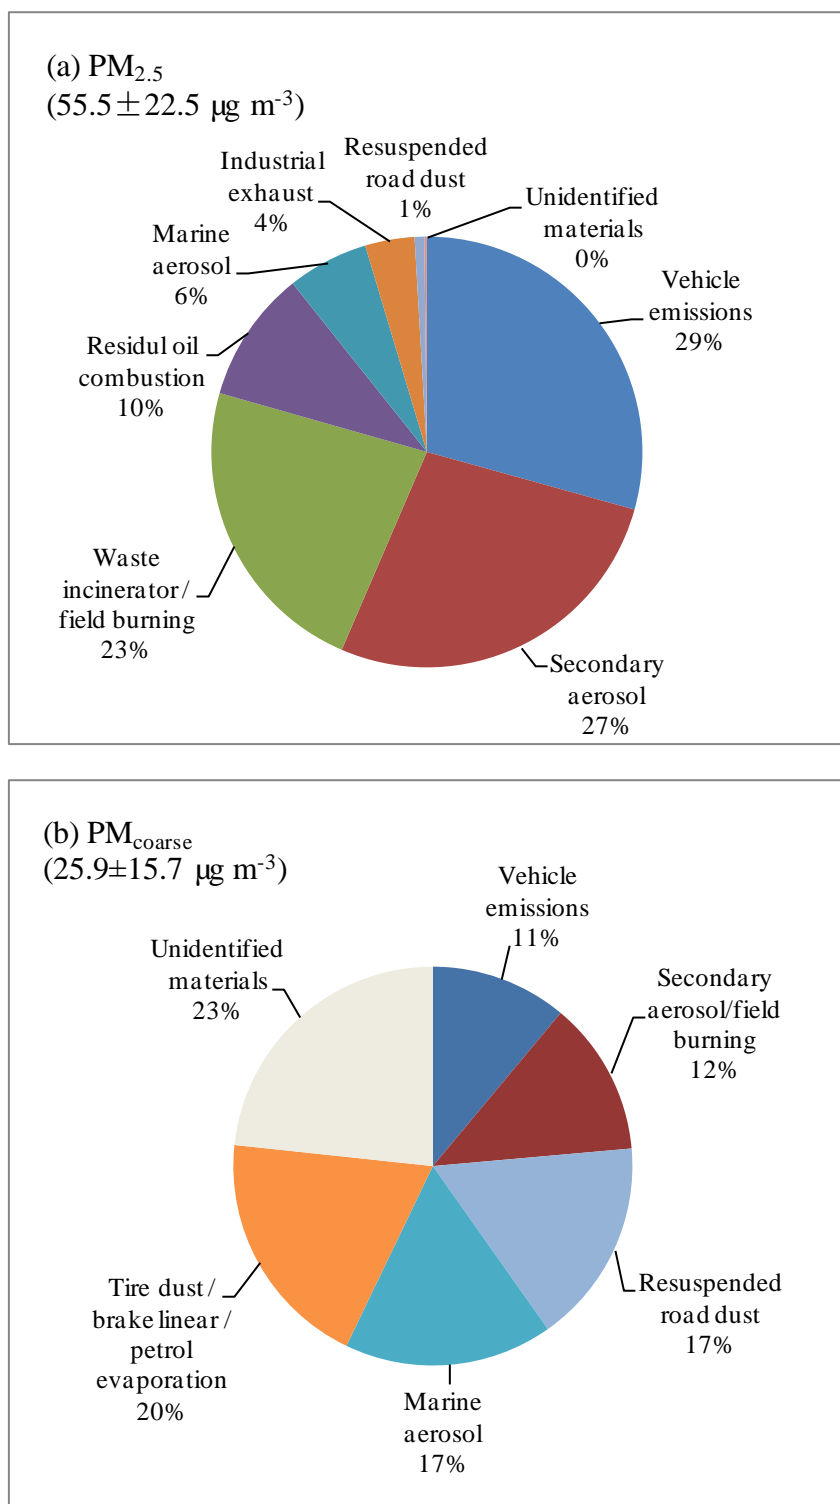 (a) PM2.5
(55.5±22.5 µg m-3)
Industrial
exhaust
4%
Resuspended
road dust
1%
Unidentified
materials
0%
Marine
aerosol
6%
Vehicle
emissions
29%
Residul oil
combustion
10%
Waste
incinerator /
field burning
23%
Secondary
aerosol
27%
(b) PMcoarse
(25.9±15.7 µg m-3)
Vehicle
emissions
11%
Unidentified
materials
23%
Secondary
aerosol/field
burning
12%
Resuspended
road dust
17%
Tire dust /
brake linear /
petrol
evaporation
20%
Marine
aerosol
17%